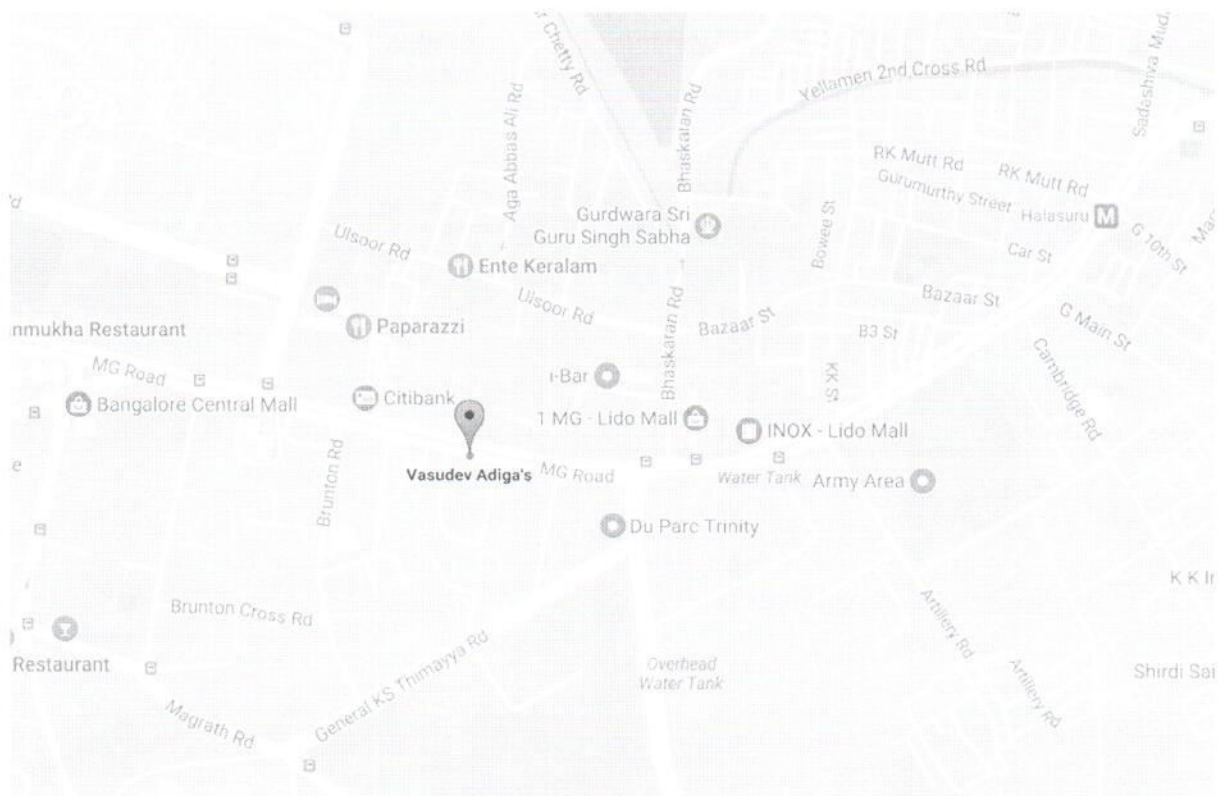 Chetty Rd
Yellamen 2nd Cross Rd
Sadashiva Mud
Aga Abbas Ali Rd
Bhaskatan Rd
RK Mutt Rd
RK Mutt Rd
Gurumurthy Street
Halasuru
M
Gurdwara Sri
Guru Singh Sabha
Bowee St
G 10th St
Car St
Ulsoor Rd
Ente Keralam
Ulsoor Rd
Bazaar St
Bazaar St
B3 St
G Main St
nmukha Restaurant
Paparazzi
Bhaskaran Rd
Cambridge Rd
MG Road
ı-Bar
KK St
Bangalore Central Mall
Citibank
1 MG - Lido Mall
INOX - Lido Mall
Vasudev Adiga's
MG Road
Water Tank
Army Area
Brunton Rd
Du Parc Trinity
K K Ir
Brunton Cross Rd
Artillery Rd
Restaurant
General KS Thimayya Rd
Overhead
Water Tank
Artillery Rd
Shirdi Sai
Magrath Rd